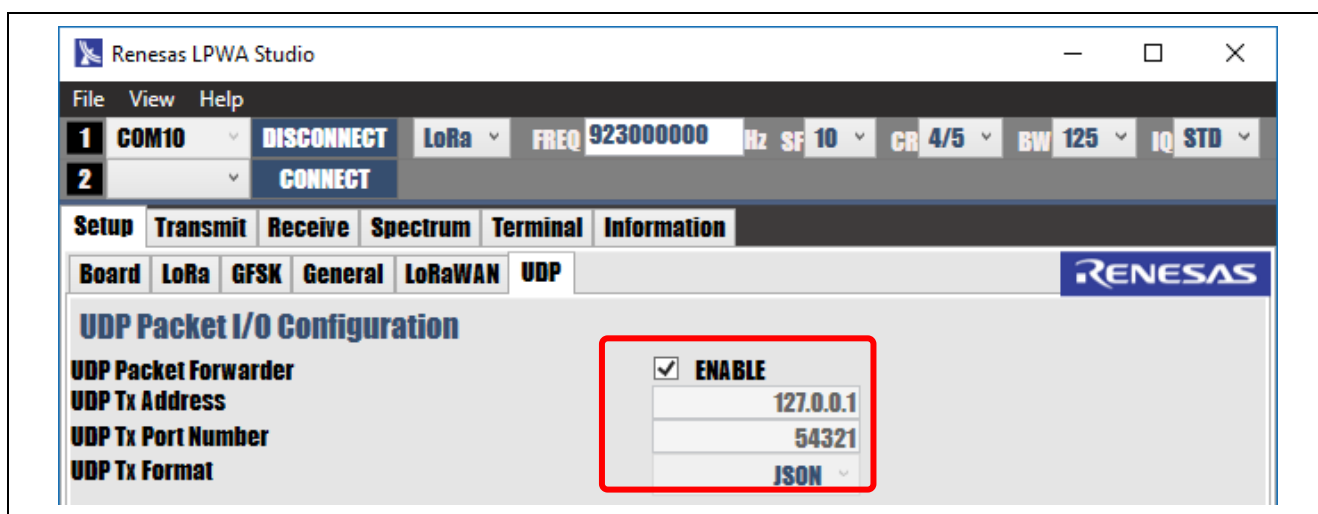 Renesas LPWA Studio
File View Help
1 COM10 DISCONNECT LoRa FREQ 923000000 Hz SF 10 CR 4/5 BW 125 IQ STD
2 CONNECT
Setup Transmit Receive Spectrum Terminal Information
Board LoRa GFSK General LoRaWAN UDP RENESAS
UDP Packet I/O Configuration
UDP Packet Forwarder ENABLE
UDP Tx Address 127.0.0.1
UDP Tx Port Number 54321
UDP Tx Format JSON